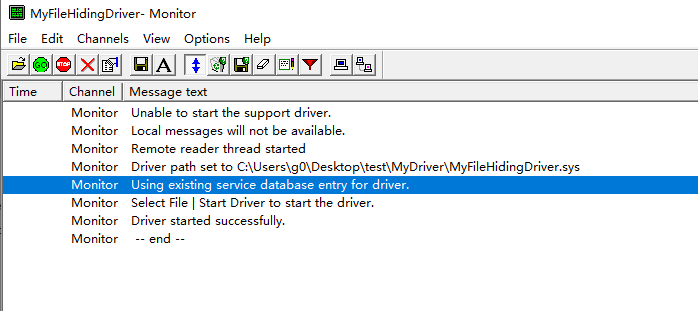 MyFileHidingDriver- Monitor
File Edit Channels View Options Help
GO STOP A
Time Channel Message text
Monitor Unable to start the support driver.
Monitor Local messages will not be available.
Monitor Remote reader thread started
Monitor Driver path set to C:\Users\g0\Desktop\test\MyDriver\MyFileHidingDriver.sys
Monitor Using existing service database entry for driver.
Monitor Select File | Start Driver to start the driver.
Monitor Driver started successfully.
Monitor -- end --